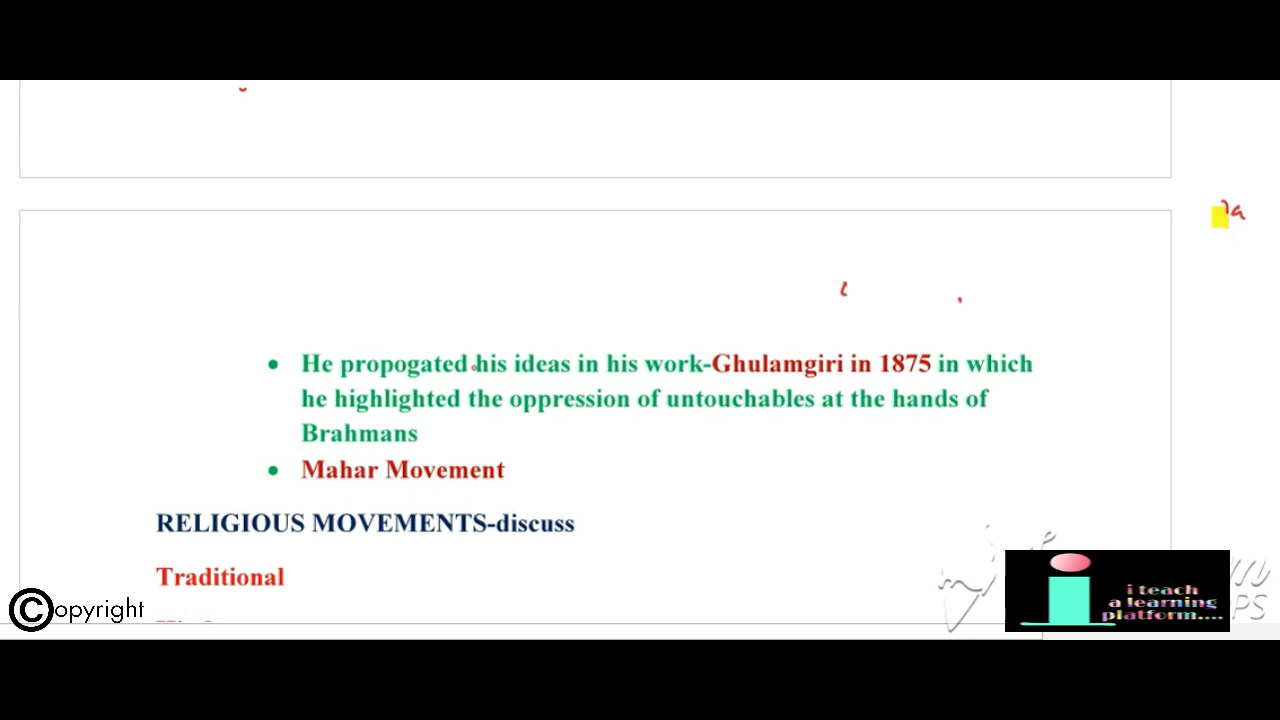 He propogated his ideas in his work-Ghulamgiri in 1875 in which
he highlighted the oppression of untouchables at the hands of
Brahmans
Mahar Movement
RELIGIOUS MOVEMENTS-discuss
Traditional
©opyright
i teach
a learning
platform....
PS